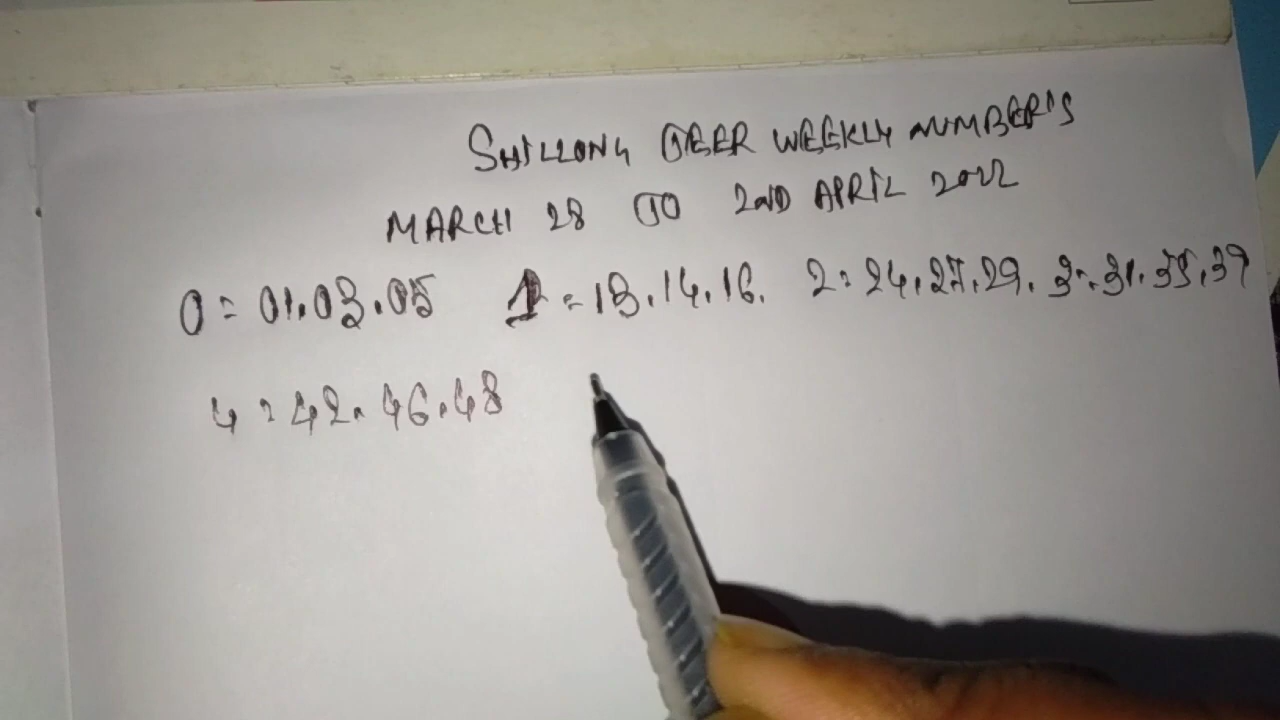 SHILLONG TEER WEEKLY NUMBER'S
MARCH 28 TO 2ND APRIL 2022
0 = 01.03.05 1 = 13.14.16. 2 = 24.27.29. 3 = 31.35.39
4 = 42.46.48